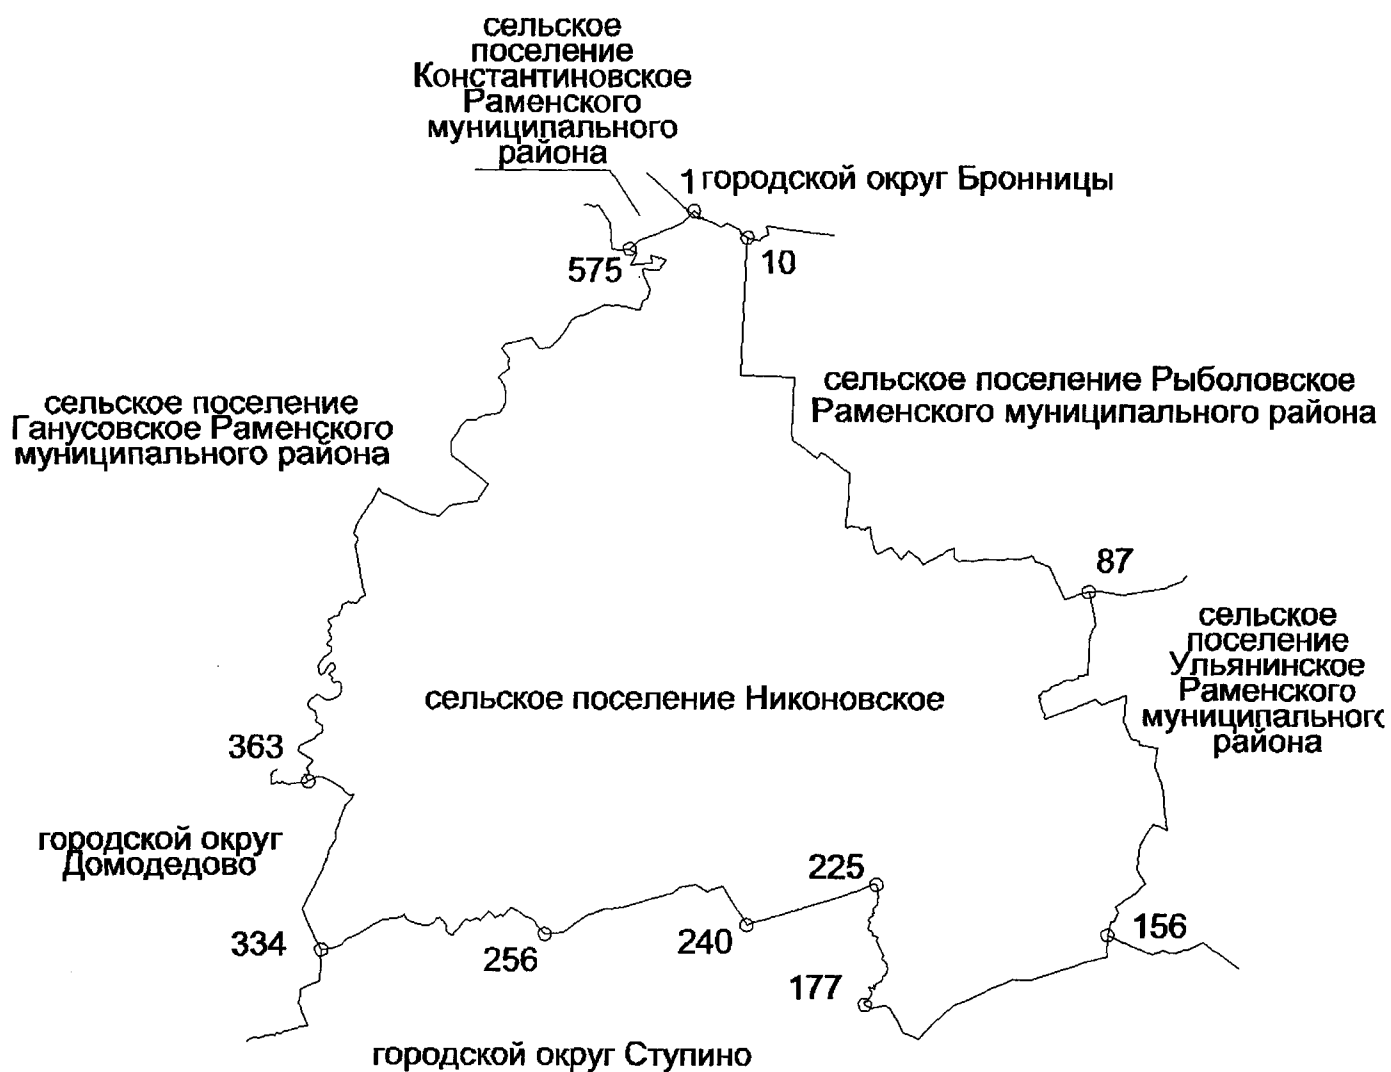 сельское
поселение
Константиновское
Раменского
муниципального
района
1 городской округ Бронницы
575
10
сельское поселение Рыболовское
Раменского муниципального района
сельское поселение
Ганусовское Раменского
муниципального района
87
сельское
поселение
Ульянинское
Раменского
муниципального
района
сельское поселение Никоновское
363
городской округ
Домодедово
225
334
256
240
156
177
городской округ Ступино